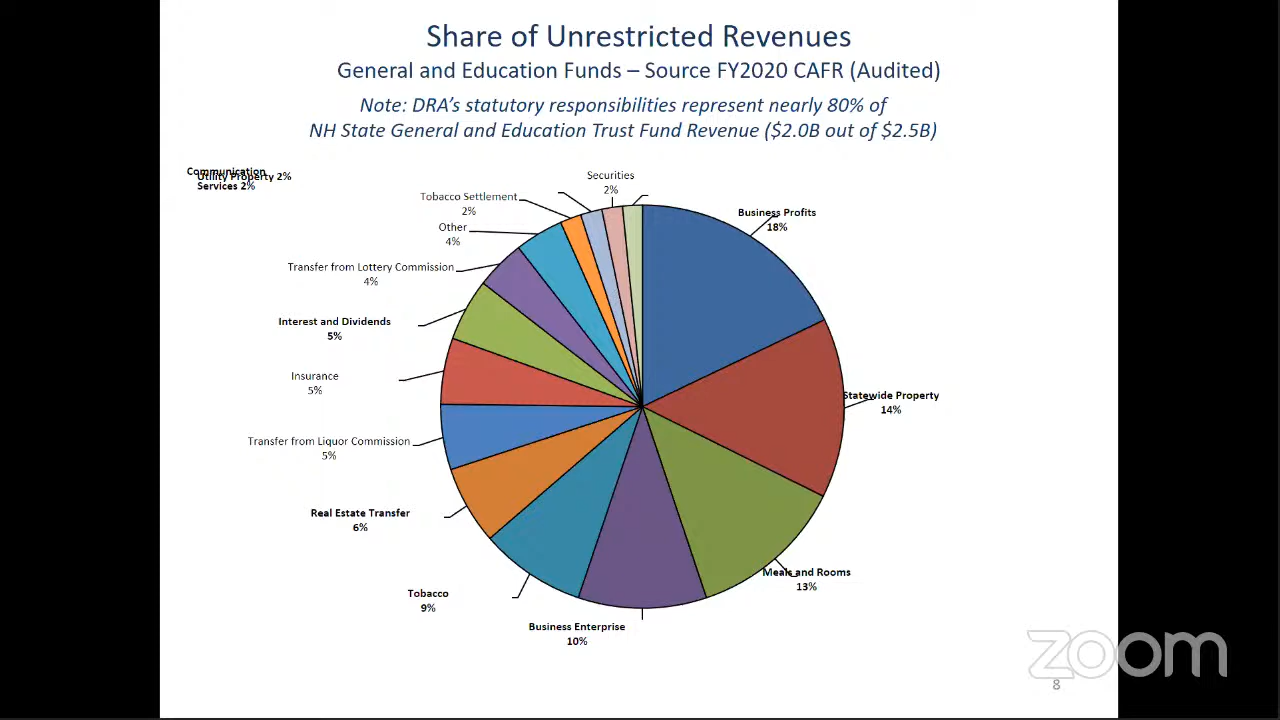 Share of Unrestricted Revenues
General and Education Funds – Source FY2020 CAFR (Audited)
Note: DRA's statutory responsibilities represent nearly 80% of
NH State General and Education Trust Fund Revenue ($2.0B out of $2.5B)
Communication
Services 2%
Utility Property 2%
Securities
2%
Tobacco Settlement
2%
Other
4%
Transfer from Lottery Commission
4%
Interest and Dividends
5%
Insurance
5%
Transfer from Liquor Commission
5%
Real Estate Transfer
6%
Tobacco
9%
Business Enterprise
10%
Business Profits
18%
Statewide Property
14%
Meals and Rooms
13%
zoom
8